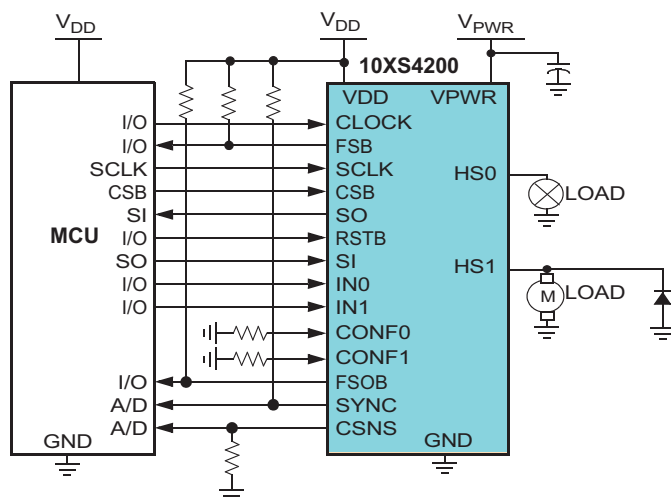 VDD VDD VPWR
10XS4200
VDD VPWR
I/O CLOCK
I/O FSB
SCLK SCLK HS0 LOAD
CSB CSB
SI SO
MCU I/O RSTB
SO SI HS1
I/O IN0 M LOAD
I/O IN1
CONF0
CONF1
I/O FSOB
A/D SYNC
A/D CSNS
GND GND